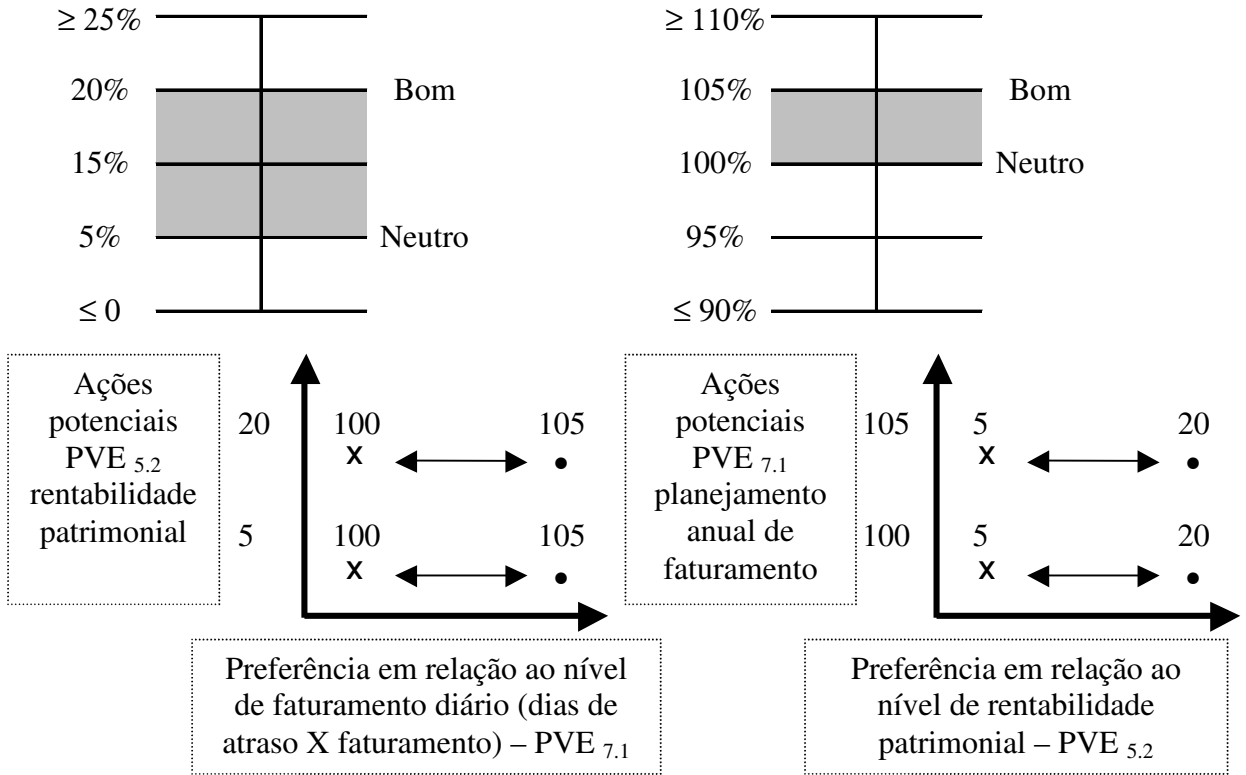 ≥ 25%
20%
Bom
15%
5%
Neutro
≤ 0
≥ 110%
105%
Bom
100%
Neutro
95%
≤ 90%
Ações
potenciais
PVE 5.2
rentabilidade
patrimonial
20
100
x
105
5
100
x
105
Preferência em relação ao nível
de faturamento diário (dias de
atraso X faturamento) – PVE 7.1
Ações
potenciais
PVE 7.1
planejamento
anual de
faturamento
105
5
x
20
100
5
x
20
Preferência em relação ao
nível de rentabilidade
patrimonial – PVE 5.2